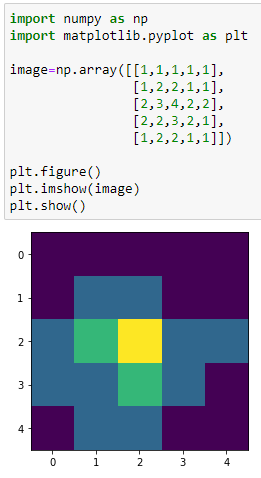 import numpy as np
import matplotlib.pyplot as plt
image=np.array([[1,1,1,1,1],
[1,2,2,1,1],
[2,3,4,2,2],
[2,2,3,2,1],
[1,2,2,1,1]])
plt.figure()
plt.imshow(image)
plt.show()
0
1
2
3
4
0 1 2 3 4